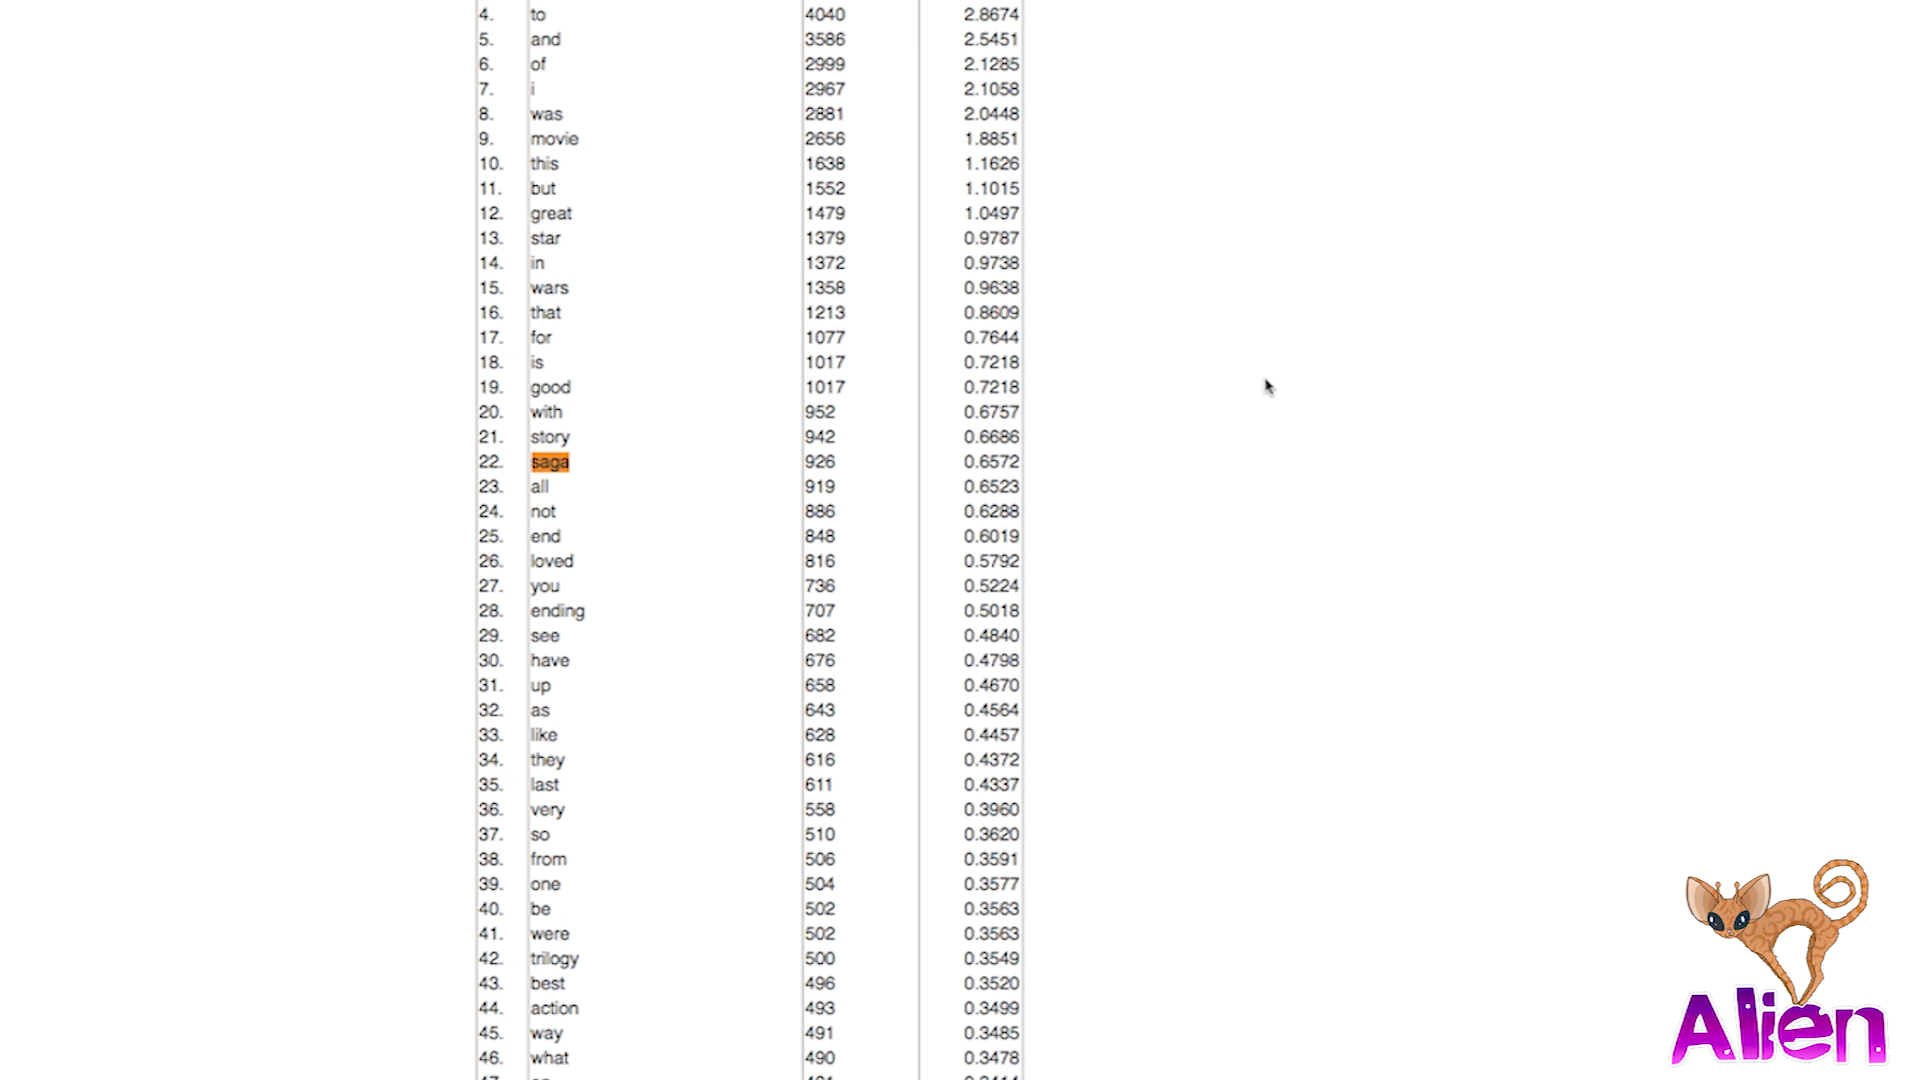 4. to 4040 2.8674
5. and 3586 2.5451
6. of 2999 2.1285
7. i 2967 2.1058
8. was 2881 2.0448
9. movie 2656 1.8851
10. this 1638 1.1626
11. but 1552 1.1015
12. great 1479 1.0497
13. star 1379 0.9787
14. in 1372 0.9738
15. wars 1358 0.9638
16. that 1213 0.8609
17. for 1077 0.7644
18. is 1017 0.7218
19. good 1017 0.7218
20. with 952 0.6757
21. story 942 0.6686
22. saga 926 0.6572
23. all 919 0.6523
24. not 886 0.6288
25. end 848 0.6019
26. loved 816 0.5792
27. you 736 0.5224
28. ending 707 0.5018
29. see 682 0.4840
30. have 676 0.4798
31. up 658 0.4670
32. as 643 0.4564
33. like 628 0.4457
34. they 616 0.4372
35. last 611 0.4337
36. very 558 0.3960
37. so 510 0.3620
38. from 506 0.3591
39. one 504 0.3577
40. be 502 0.3563
41. were 502 0.3563
42. trilogy 500 0.3549
43. best 496 0.3520
44. action 493 0.3499
45. way 491 0.3485
46. what 490 0.3478
Alien